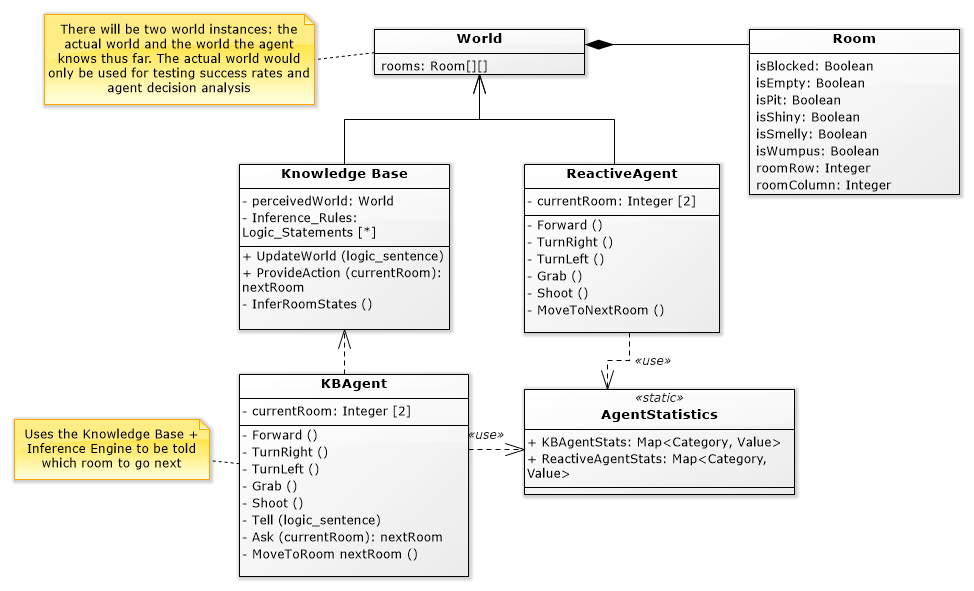 There will be two world instances: the
actual world and the world the agent
knows thus far. The actual world would
only be used for testing success rates and
agent decision analysis
World
rooms: Room[][]
Room
isBlocked: Boolean
isEmpty: Boolean
isPit: Boolean
isShiny: Boolean
isSmelly: Boolean
isWumpus: Boolean
roomRow: Integer
roomColumn: Integer
Knowledge Base
- perceivedWorld: World
- Inference_Rules:
Logic_Statements [*]
+ UpdateWorld (logic_sentence)
+ ProvideAction (currentRoom):
nextRoom
- InferRoomStates ()
ReactiveAgent
- currentRoom: Integer [2]
- Forward ()
- TurnRight ()
- TurnLeft ()
- Grab ()
- Shoot ()
- MoveToNextRoom ()
«use»
KBAgent
- currentRoom: Integer [2]
- Forward ()
- TurnRight ()
- TurnLeft ()
- Grab ()
- Shoot ()
- Tell (logic_sentence)
- Ask (currentRoom): nextRoom
- MoveToRoom nextRoom ()
Uses the Knowledge Base +
Inference Engine to be told
which room to go next
«use»
«static»
AgentStatistics
+ KBAgentStats: Map<Category, Value>
+ ReactiveAgentStats: Map<Category,
Value>